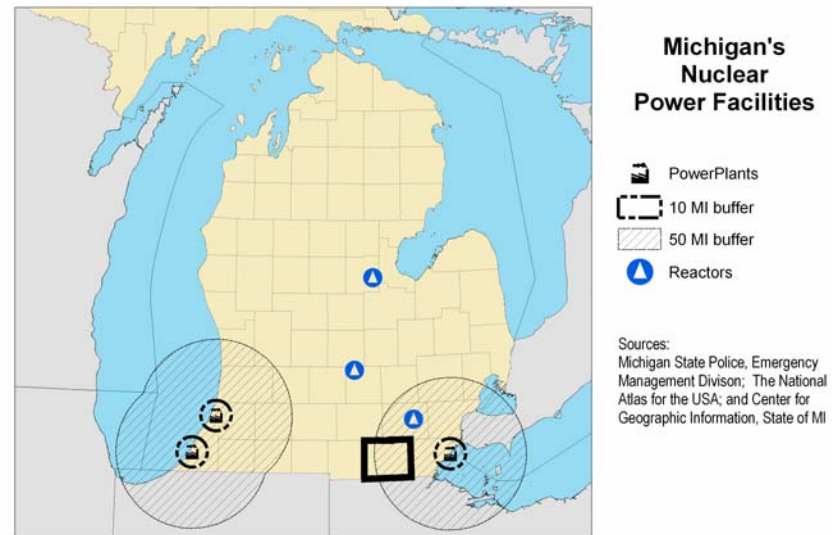 Michigan's
Nuclear
Power Facilities
PowerPlants
10 MI buffer
50 MI buffer
Reactors
Sources:
Michigan State Police, Emergency
Management Divison; The National
Atlas for the USA; and Center for
Geographic Information, State of MI